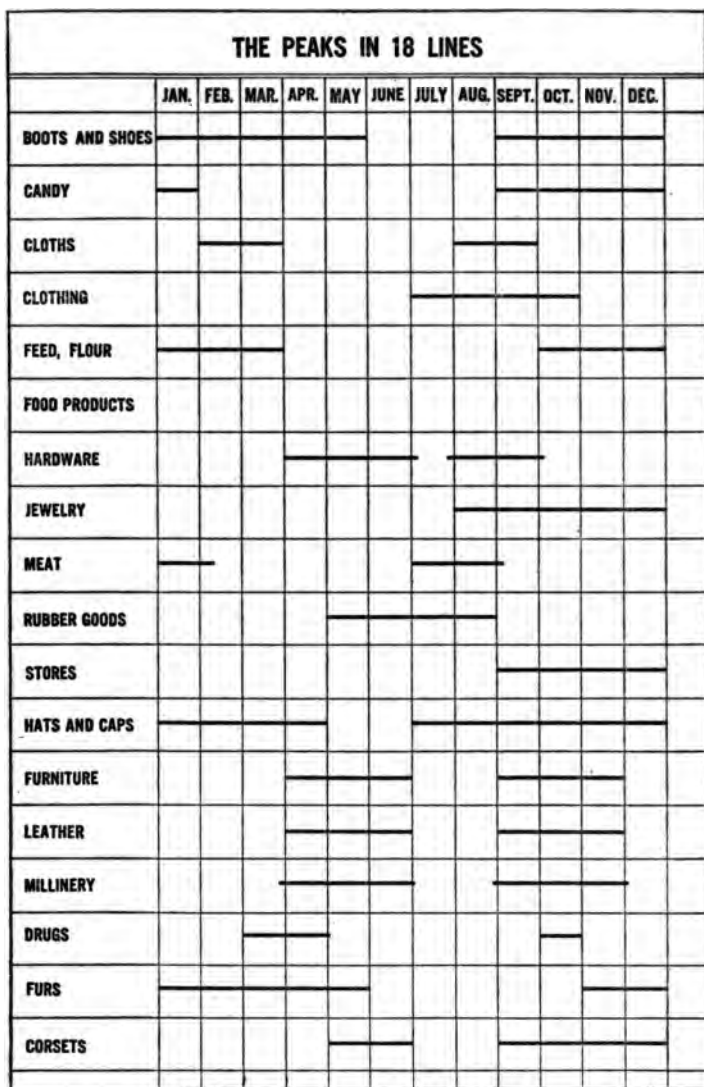 THE PEAKS IN 18 LINES
JAN. FEB. MAR. APR. MAY JUNE JULY AUG. SEPT. OCT. NOV. DEC.
BOOTS AND SHOES
CANDY
CLOTHS
CLOTHING
FEED, FLOUR
FOOD PRODUCTS
HARDWARE
JEWELRY
MEAT
RUBBER GOODS
STORES
HATS AND CAPS
FURNITURE
LEATHER
MILLINERY
DRUGS
FURS
CORSETS